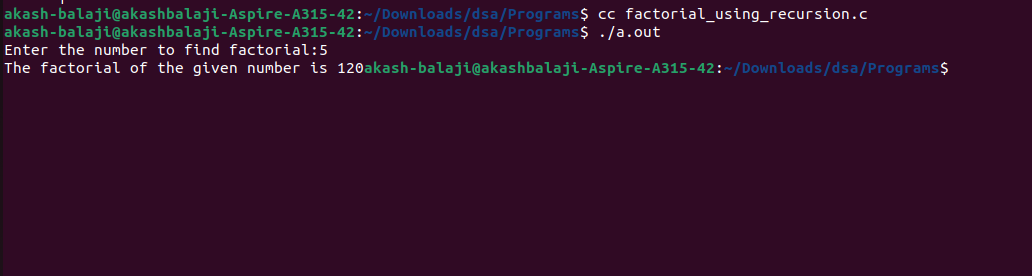 akash-balaji@akashbalaji-Aspire-A315-42:~/Downloads/dsa/Programs$ cc factorial_using_recursion.c
akash-balaji@akashbalaji-Aspire-A315-42:~/Downloads/dsa/Programs$ ./a.out
Enter the number to find factorial:5
The factorial of the given number is 120akash-balaji@akashbalaji-Aspire-A315-42:~/Downloads/dsa/Programs$